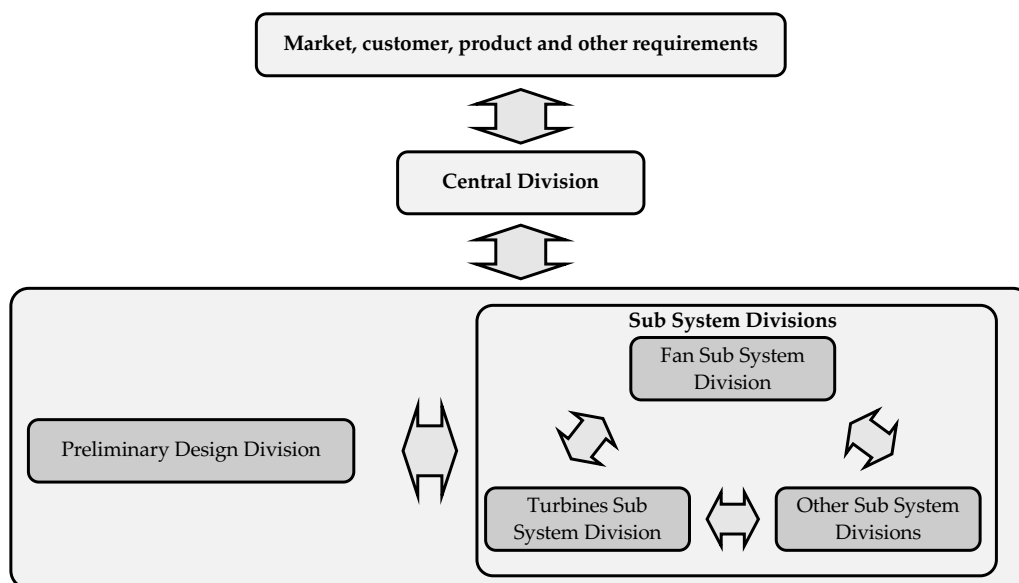 Market, customer, product and other requirements
Central Division
Sub System Divisions
Fan Sub System
Division
Preliminary Design Division
Turbines Sub
System Division
Other Sub System
Divisions